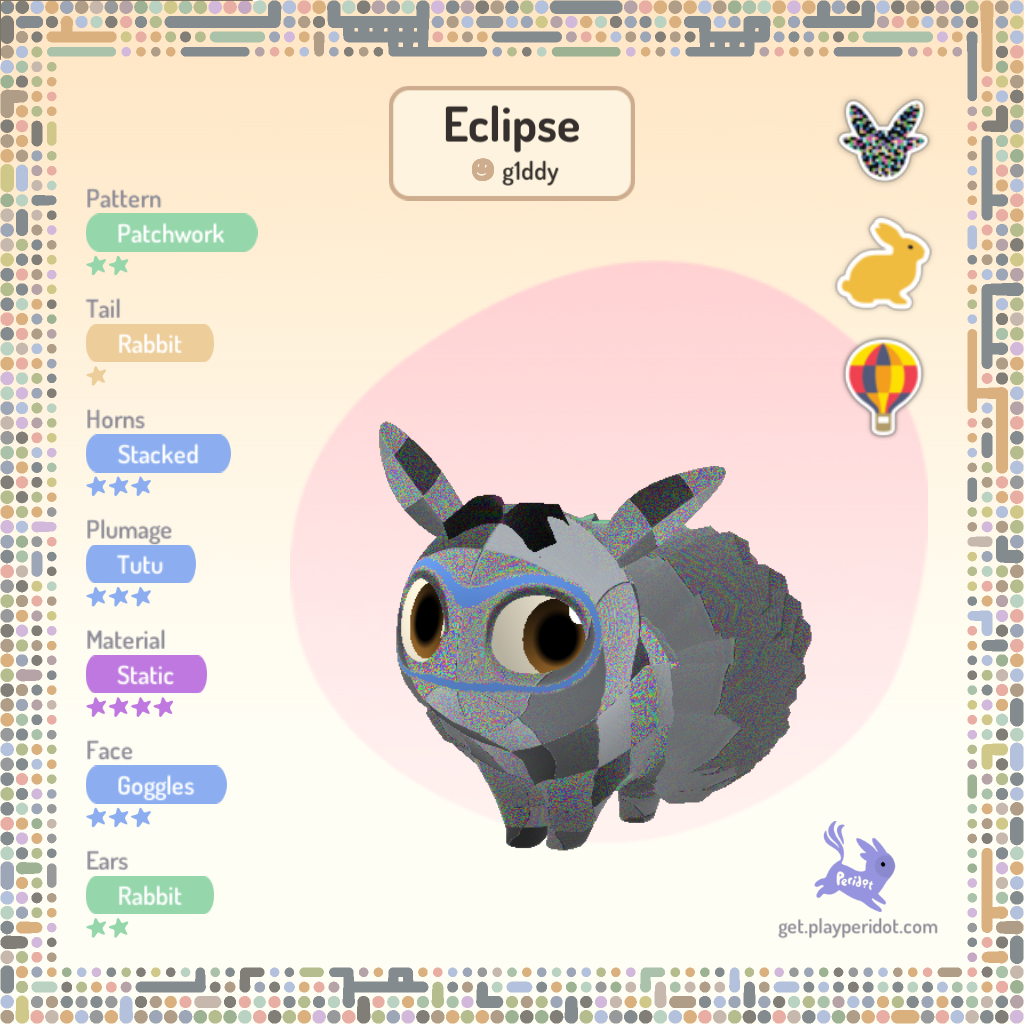 Eclipse
g1ddy
Pattern
Patchwork
Tail
Rabbit
Horns
Stacked
Plumage
Tutu
Material
Static
Face
Goggles
Ears
Rabbit
Peridot
get.playperidot.com